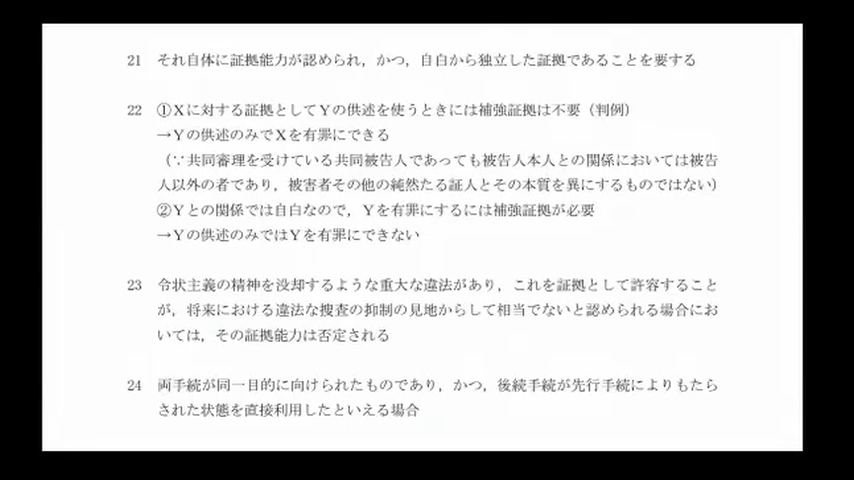 21 それ自体に証拠能力が認められ，かつ，自白から独立した証拠であることを要する
22 ①Ｘに対する証拠としてＹの供述を使うときには補強証拠は不要（判例）
→Ｙの供述のみでＸを有罪にできる
（∵共同審理を受けている共同被告人であっても被告人本人との関係においては被告
人以外の者であり，被害者その他の純然たる証人とその本質を異にするものではない）
②Ｙとの関係では自白なので，Ｙを有罪にするには補強証拠が必要
→Ｙの供述のみではＹを有罪にできない
23 令状主義の精神を没却するような重大な違法があり，これを証拠として許容すること
が，将来における違法な捜査の抑制の見地からして相当でないと認められる場合にお
いては，その証拠能力は否定される
24 両手続が同一目的に向けられたものであり，かつ，後続手続が先行手続によりもたら
された状態を直接利用したといえる場合